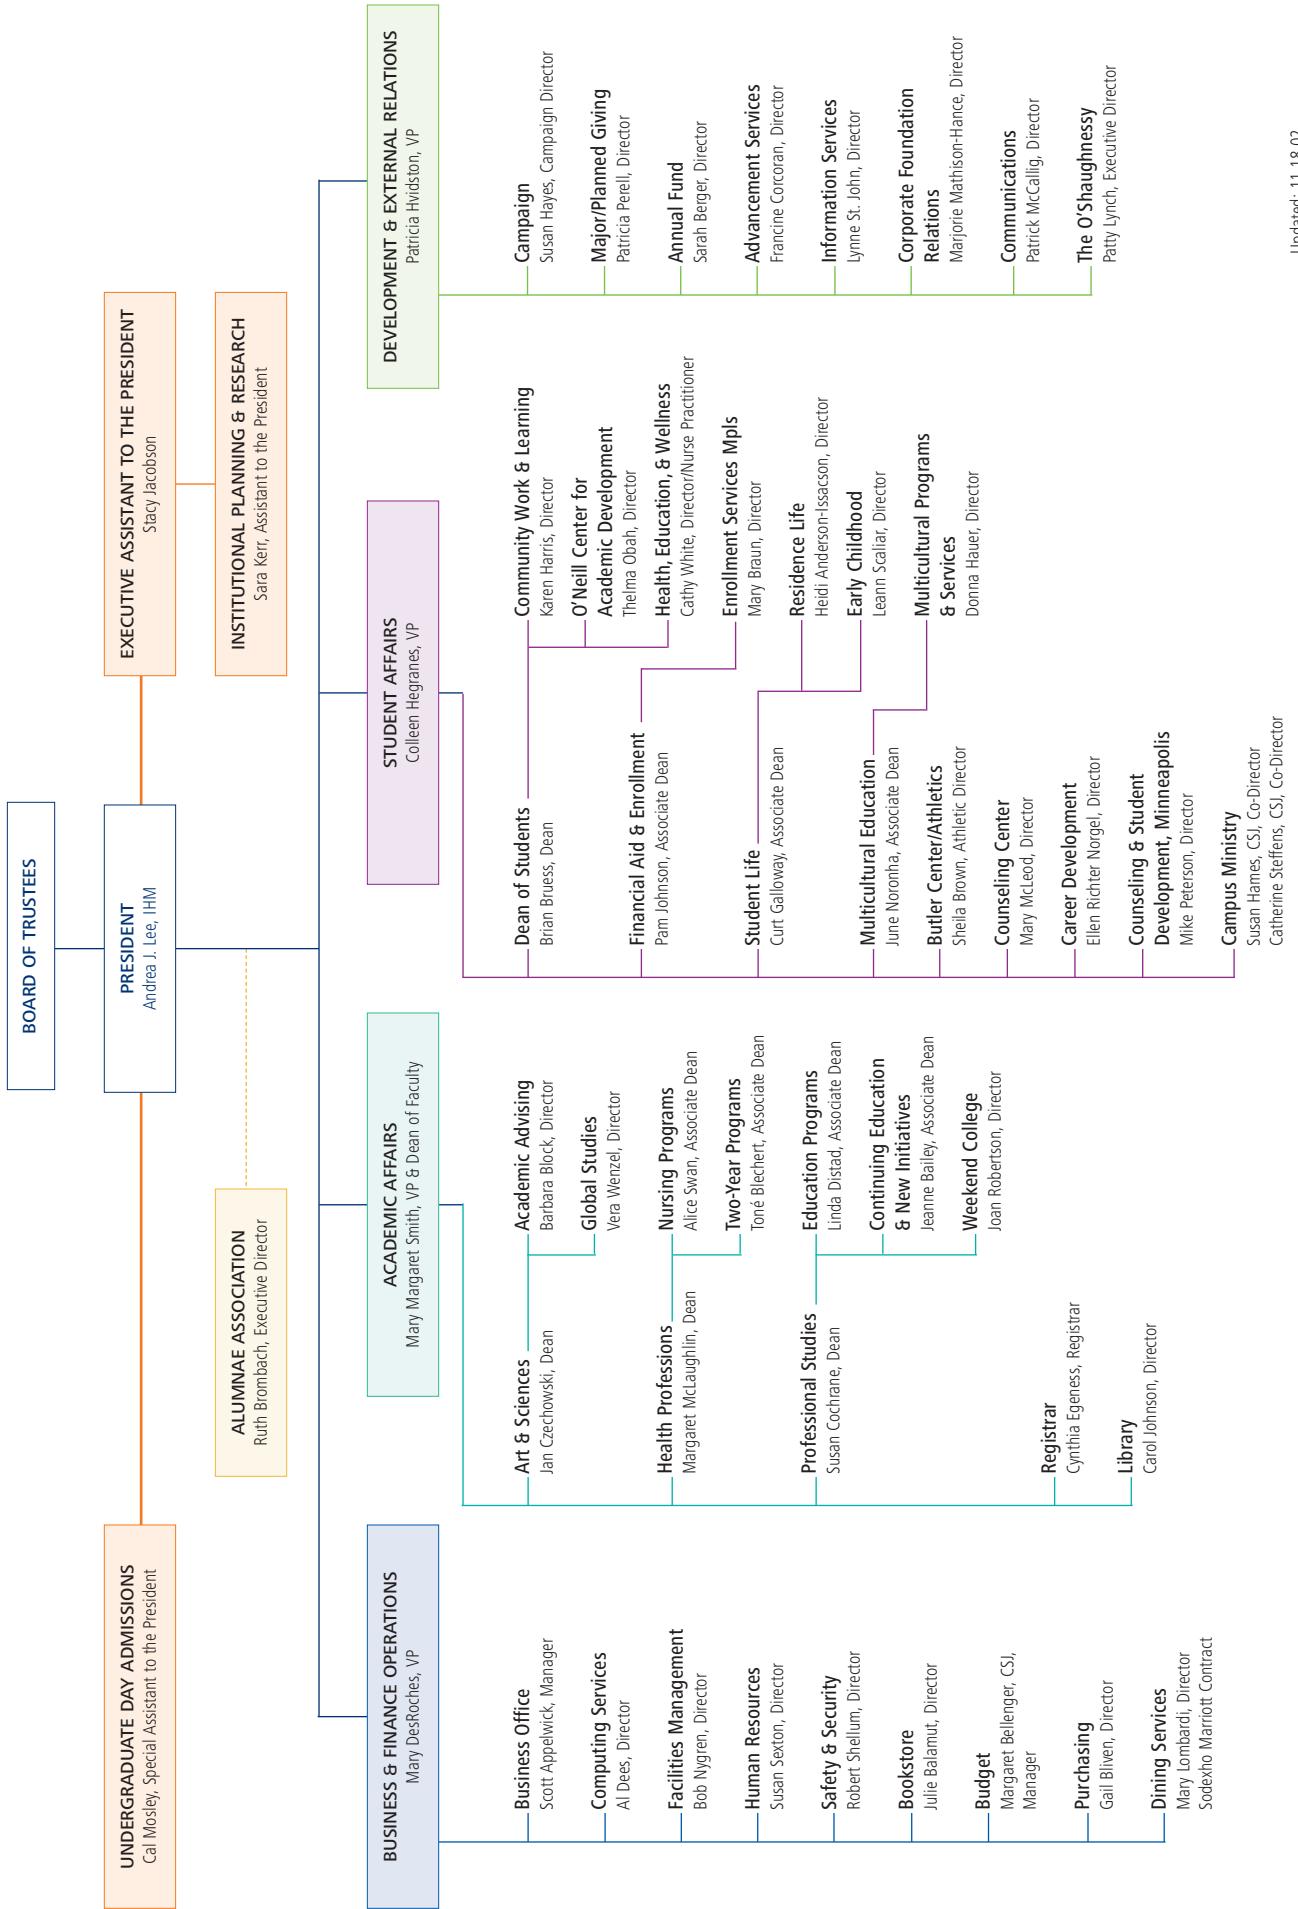 BOARD OF TRUSTEES
UNDERGRADUATE DAY ADMISSIONS
Cal Mosley, Special Assistant to the President
PRESIDENT
Andrea J. Lee, IHM
EXECUTIVE ASSISTANT TO THE PRESIDENT
Stacy Jacobson
ALUMNAE ASSOCIATION
Ruth Brombach, Executive Director
INSTITUTIONAL PLANNING & RESEARCH
Sara Kerr, Assistant to the President
BUSINESS & FINANCE OPERATIONS
Mary DesRoches, VP
Business Office
Scott Appelwick, Manager
Computing Services
Al Dees, Director
Facilities Management
Bob Nygren, Director
Human Resources
Susan Sexton, Director
Safety & Security
Robert Shellum, Director
Bookstore
Julie Balamut, Director
Budget
Margaret Bellenger, CSJ,
Manager
Purchasing
Gail Bliven, Director
Dining Services
Mary Lombardi, Director
Sodexho Marriott Contract
ACADEMIC AFFAIRS
Mary Margaret Smith, VP & Dean of Faculty
Art & Sciences
Jan Czechowski, Dean
Academic Advising
Barbara Block, Director
Global Studies
Vera Wenzel, Director
Health Professions
Margaret McLaughlin, Dean
Nursing Programs
Alice Swan, Associate Dean
Two-Year Programs
Toné Blechert, Associate Dean
Professional Studies
Susan Cochrane, Dean
Education Programs
Linda Distad, Associate Dean
Continuing Education
& New Initiatives
Jeanne Bailey, Associate Dean
Weekend College
Joan Robertson, Director
Registrar
Cynthia Egeness, Registrar
Library
Carol Johnson, Director
STUDENT AFFAIRS
Colleen Hegranes, VP
Dean of Students
Brian Bruess, Dean
Community Work & Learning
Karen Harris, Director
O'Neill Center for
Academic Development
Thelma Obah, Director
Health, Education, & Wellness
Cathy White, Director/Nurse Practitioner
Financial Aid & Enrollment
Pam Johnson, Associate Dean
Enrollment Services Mpls
Mary Braun, Director
Student Life
Curt Galloway, Associate Dean
Residence Life
Heidi Anderson-Issacson, Director
Early Childhood
Leann Scaliar, Director
Multicultural Education
June Noronha, Associate Dean
Multicultural Programs
& Services
Donna Hauer, Director
Butler Center/Athletics
Sheila Brown, Athletic Director
Counseling Center
Mary McLeod, Director
Career Development
Ellen Richter Norgel, Director
Counseling & Student
Development, Minneapolis
Mike Peterson, Director
Campus Ministry
Susan Hames, CSJ, Co-Director
Catherine Steffens, CSJ, Co-Director
DEVELOPMENT & EXTERNAL RELATIONS
Patricia Hvidston, VP
Campaign
Susan Hayes, Campaign Director
Major/Planned Giving
Patricia Perell, Director
Annual Fund
Sarah Berger, Director
Advancement Services
Francine Corcoran, Director
Information Services
Lynne St. John, Director
Corporate Foundation
Relations
Marjorie Mathison-Hance, Director
Communications
Patrick McCallig, Director
The O'Shaughnessy
Patty Lynch, Executive Director
Updated: 11.18.02